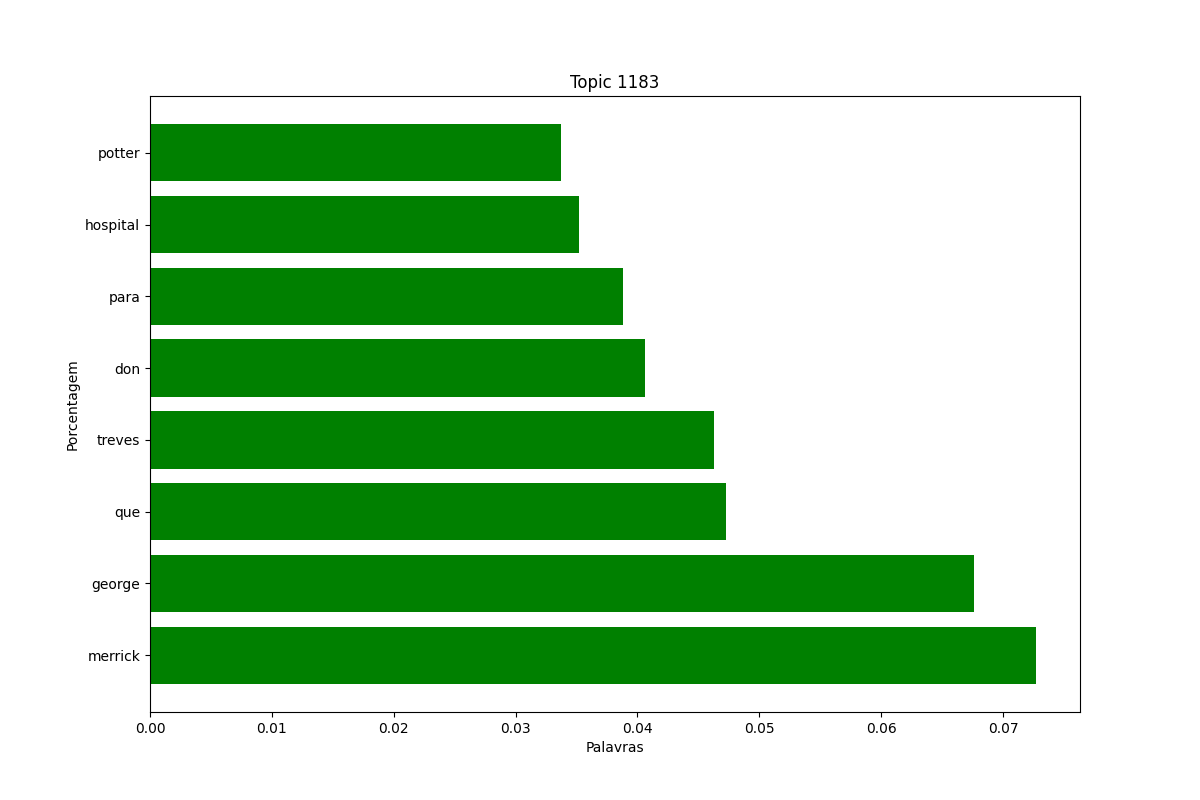 Topic 1183
Porcentagem
potter
hospital
para
don
treves
que
george
merrick
0.00 0.01 0.02 0.03 0.04 0.05 0.06 0.07
Palavras